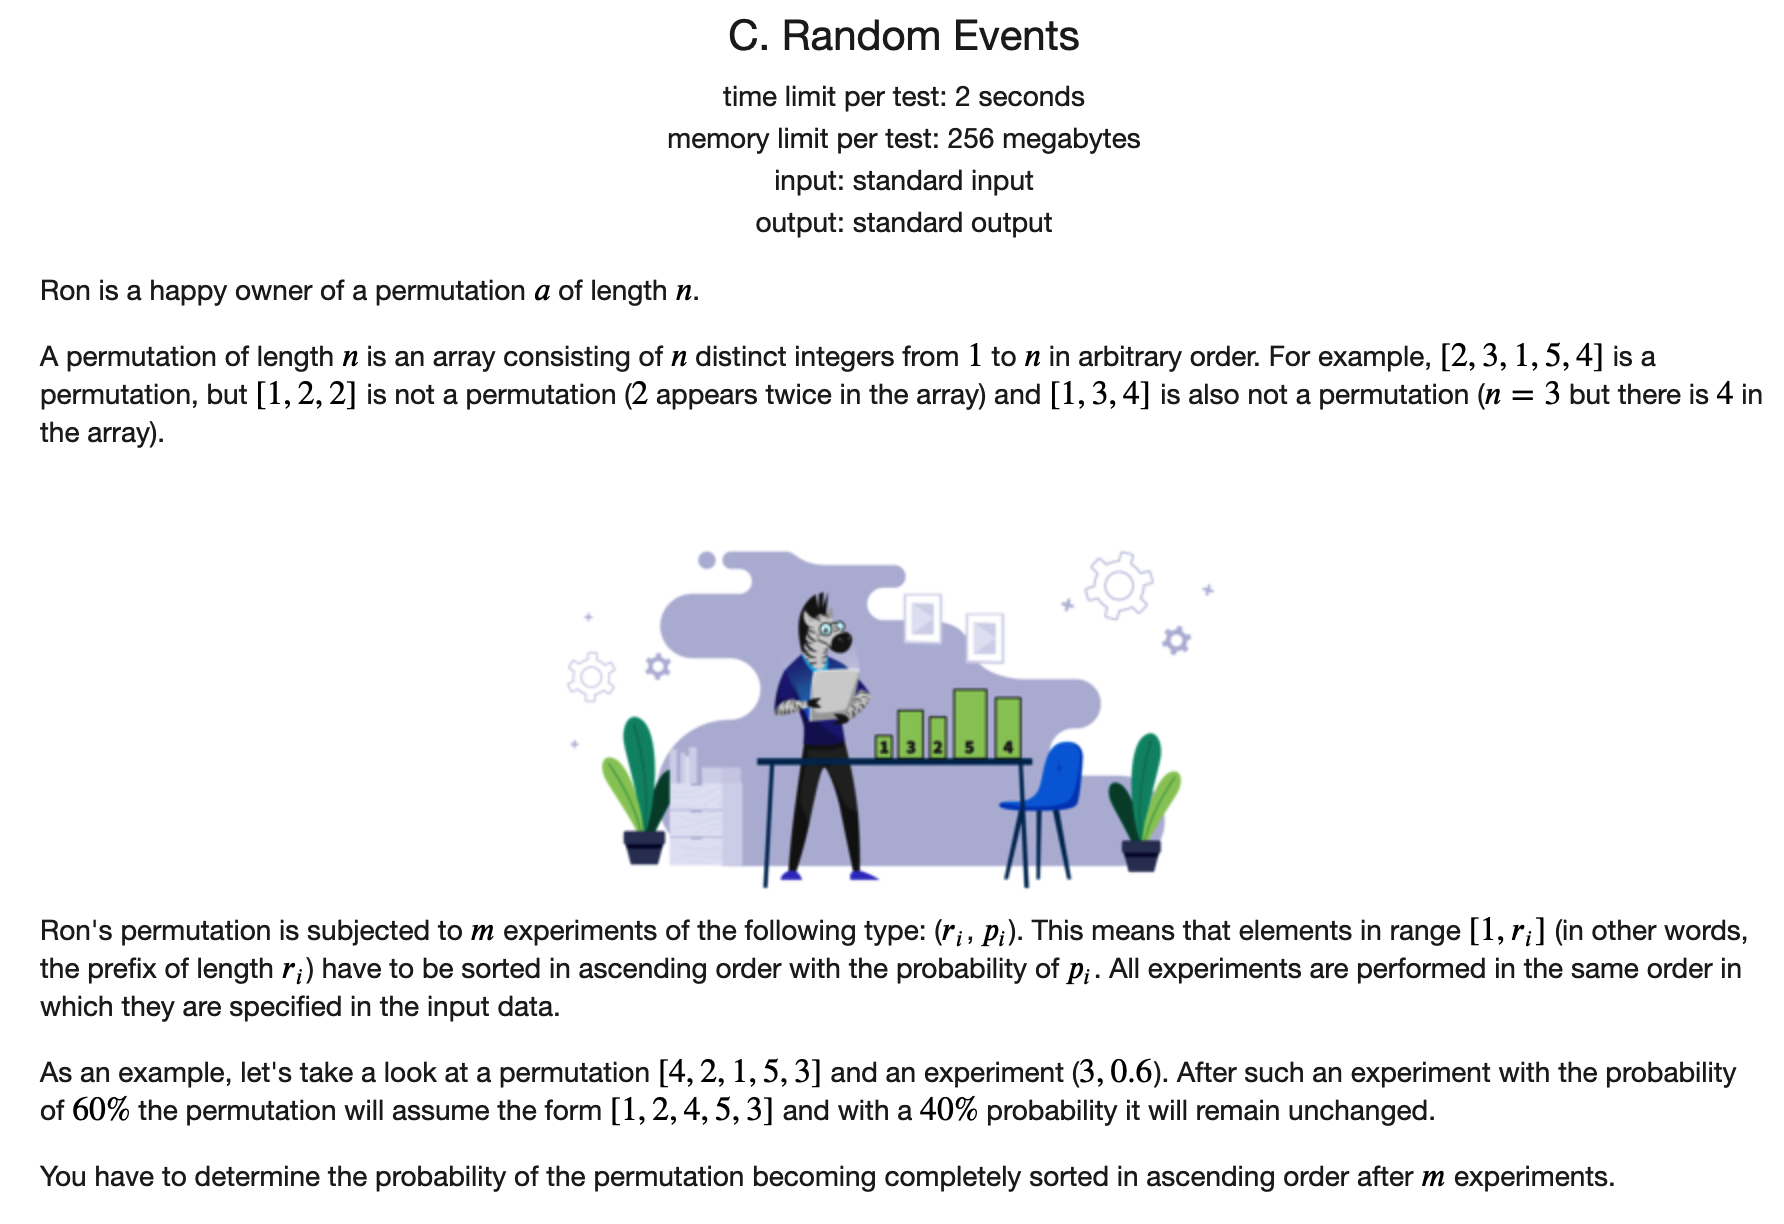 C. Random Events
time limit per test: 2 seconds
memory limit per test: 256 megabytes
input: standard input
output: standard output
Ron is a happy owner of a permutation a of length n.
A permutation of length n is an array consisting of n distinct integers from 1 to n in arbitrary order. For example, [2, 3, 1, 5, 4] is a
permutation, but [1, 2, 2] is not a permutation (2 appears twice in the array) and [1, 3, 4] is also not a permutation (n = 3 but there is 4 in
the array).
1 3 2 5 4
Ron's permutation is subjected to m experiments of the following type: (r_i, p_i). This means that elements in range [1, r_i] (in other words,
the prefix of length r_i) have to be sorted in ascending order with the probability of p_i. All experiments are performed in the same order in
which they are specified in the input data.
As an example, let's take a look at a permutation [4, 2, 1, 5, 3] and an experiment (3, 0.6). After such an experiment with the probability
of 60% the permutation will assume the form [1, 2, 4, 5, 3] and with a 40% probability it will remain unchanged.
You have to determine the probability of the permutation becoming completely sorted in ascending order after m experiments.